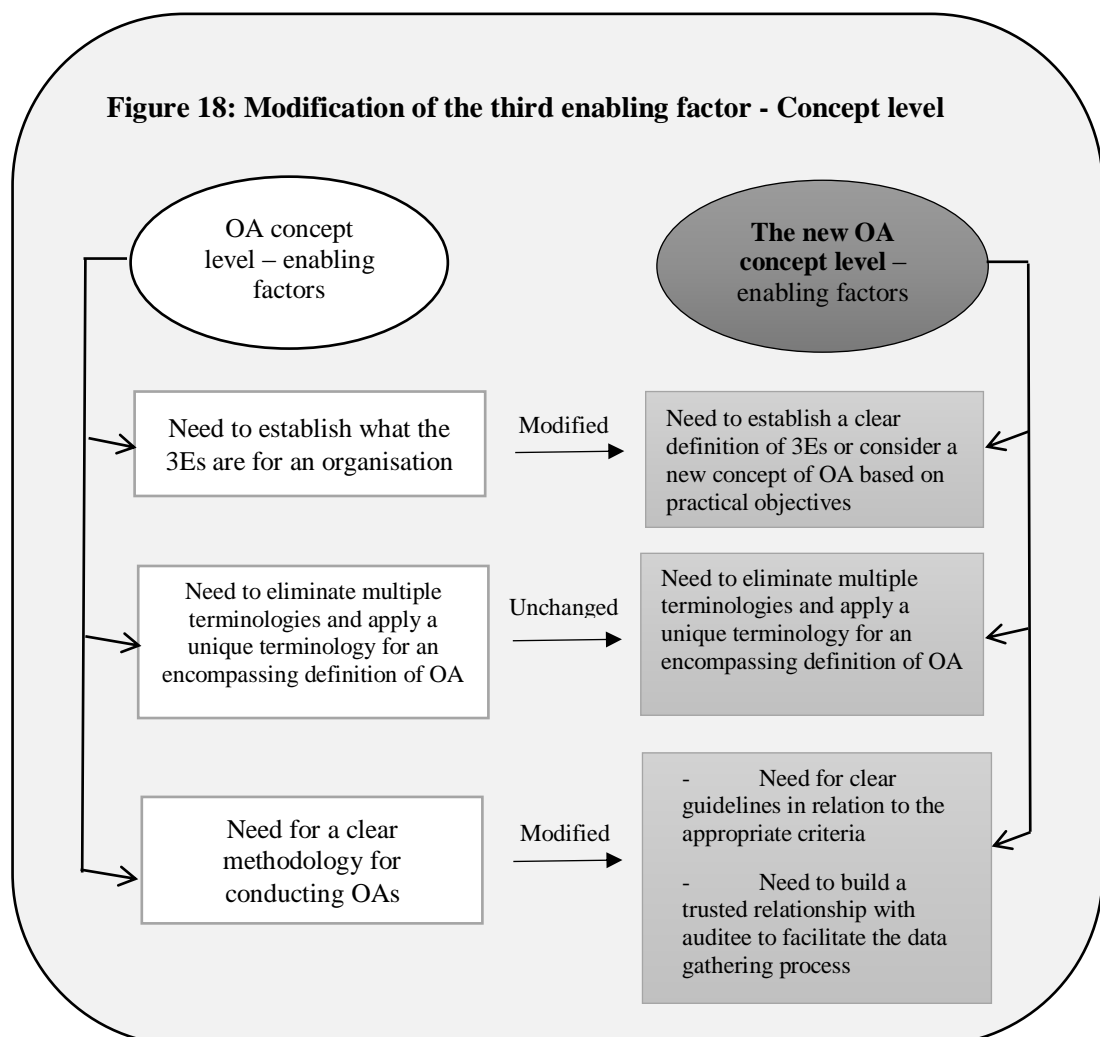 Figure 18: Modification of the third enabling factor - Concept level
OA concept
level – enabling
factors
The new OA
concept level –
enabling factors
Need to establish what the
3Es are for an organisation
Modified
Need to establish a clear
definition of 3Es or consider a
new concept of OA based on
practical objectives
Need to eliminate multiple
terminologies and apply a
unique terminology for an
encompassing definition of OA
Unchanged
Need to eliminate multiple
terminologies and apply a
unique terminology for an
encompassing definition of OA
Need for a clear
methodology for
conducting OAs
Modified
- Need for clear
guidelines in relation to the
appropriate criteria
- Need to build a
trusted relationship with
auditee to facilitate the data
gathering process